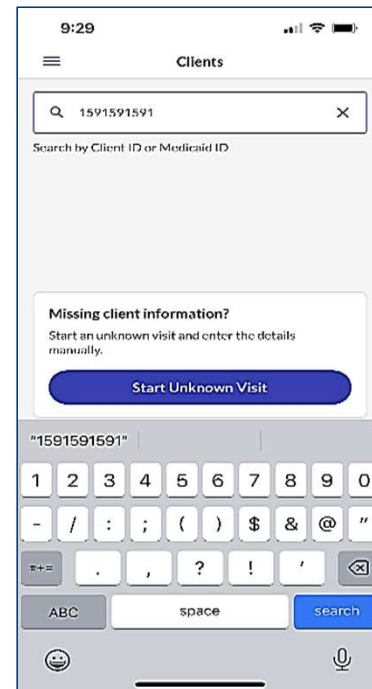 9:29
Clients
1591591591
Search by Client ID or Medicaid ID
Missing client information?
Start an unknown visit and enter the details
manually.
Start Unknown Visit
"1591591591"
1 2 3 4 5 6 7 8 9 0
- / : ; ( ) $ & @ "
#+= . , ? ! '
ABC space search